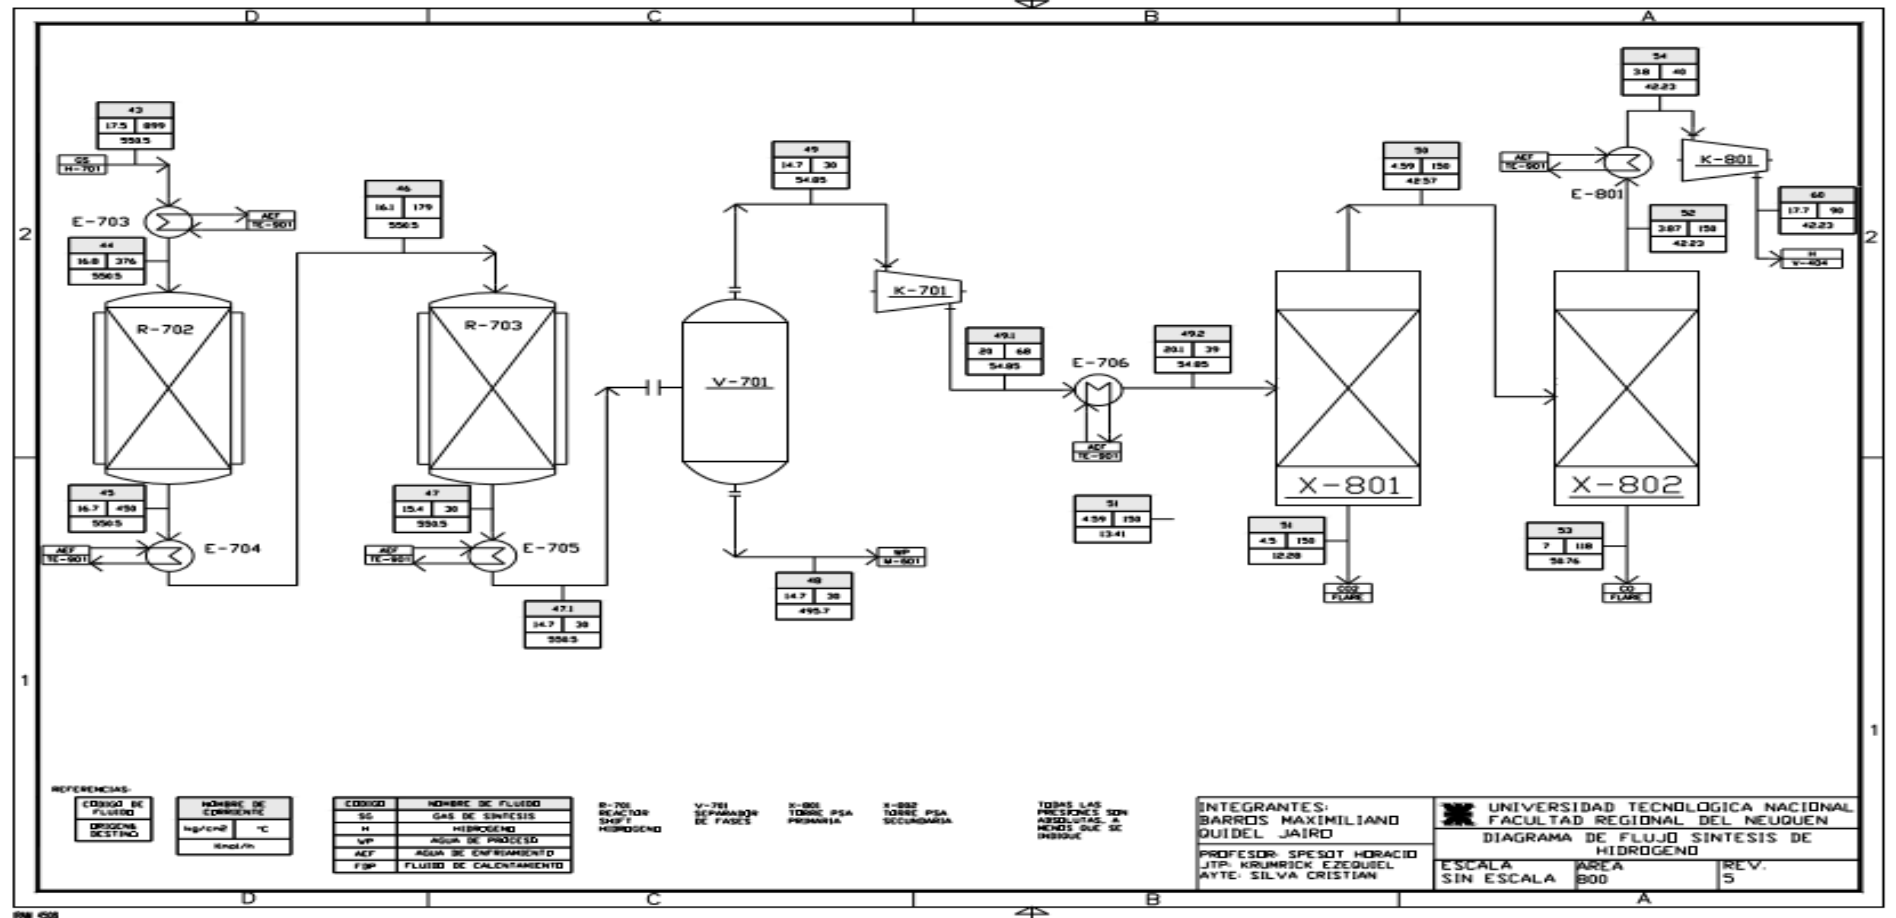 D
C
B
A
2
1
2
1
43
17.5 899
550.5
GS
H-701
E-703
AEF
TE-901
44
16.8 376
550.5
R-702
45
16.7 450
550.5
AEF
TE-901
E-704
46
16.1 179
550.5
R-703
47
15.4 30
550.5
AEF
TE-901
E-705
47.1
14.7 30
550.5
V-701
48
14.7 30
495.7
WP
49
14.7 30
54.85
K-701
49.1
20 68
54.85
E-706
AEF
TE-901
49.2
20.1 39
54.85
51
4.59 150
13.41
X-801
51
4.5 150
12.28
CO2
FLARE
50
4.59 150
42.57
X-802
53
7 118
CO
FLARE
AEF
TE-901
E-801
52
3.87 150
42.23
54
3.8 40
42.23
K-801
60
17.7 90
42.23
H
V-404
REFERENCIAS:
CODIGO DE
FLUIDO
ORIGEN&
DESTINO
NOMBRE DE
CORRIENTE
kg/cm2 °C
Kmol/h
CODIGO NOMBRE DE FLUIDO
SG GAS DE SINTESIS
H HIDROGENO
WP AGUA DE PROCESO
AEF AGUA DE ENFRIAMIENTO
FDP FLUIDO DE CALENTAMIENTO
R-701
REACTOR
SHIFT
HIDROGENO
V-701
SEPARADOR
DE FASES
X-801
TORRE PSA
PRIMARIA
X-802
TORRE PSA
SECUNDARIA
TODAS LAS
PRESIONES SON
ABSOLUTAS, A
MENOS QUE SE
INDIQUE
INTEGRANTES:
BARROS MAXIMILIANO
QUIDEL JAIRO
PROFESOR: SPESOT HORACIO
JTP: KRUMRICK EZEQUIEL
AYTE: SILVA CRISTIAN
UNIVERSIDAD TECNOLOGICA NACIONAL
FACULTAD REGIONAL DEL NEUQUEN
DIAGRAMA DE FLUJO SINTESIS DE
HIDROGENO
ESCALA
SIN ESCALA
AREA
800
REV.
5
D
C
B
A